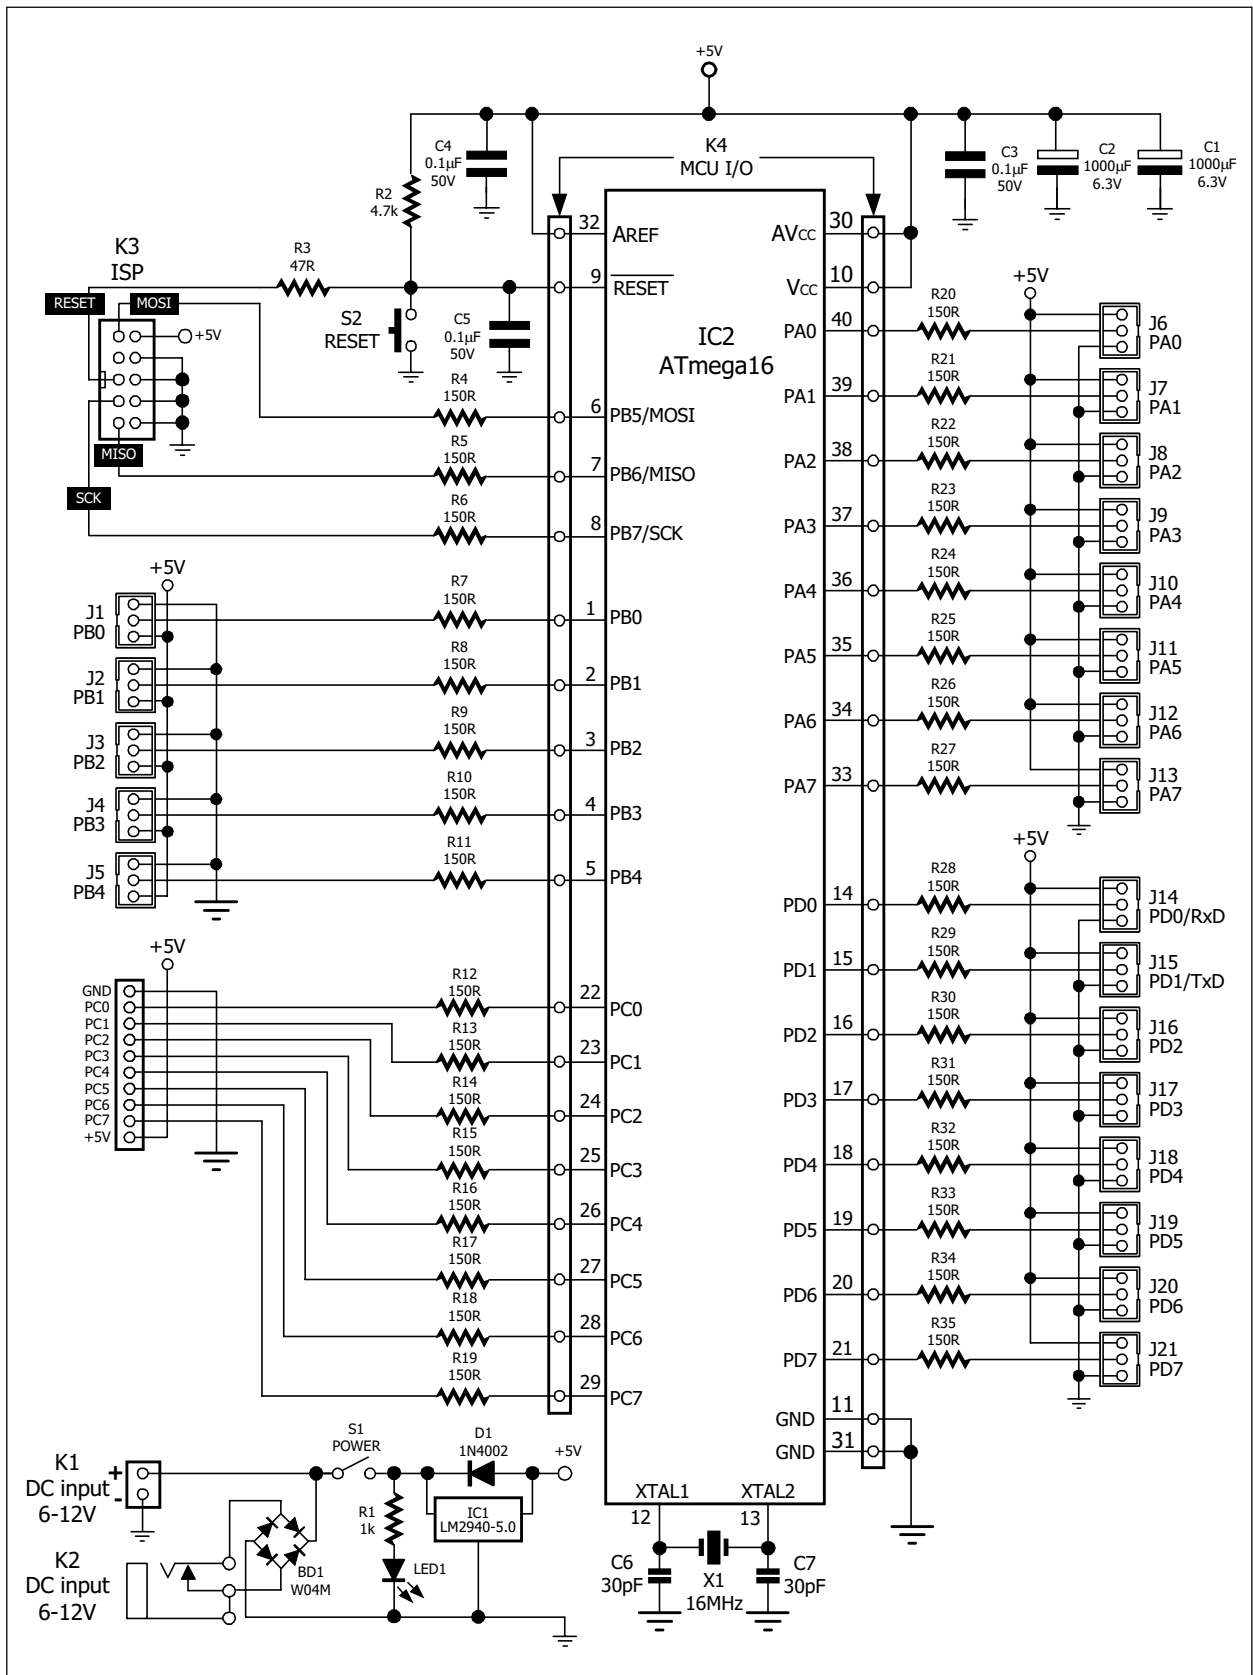 +5V
C4
0.1µF
50V
K4
MCU I/O
C3
0.1µF
50V
C2
1000µF
6.3V
C1
1000µF
6.3V
R2
4.7k
32
AREF
AVCC
30
K3
ISP
R3
47R
9
RESET
VCC
10
+5V
RESET
MOSI
+5V
S2
RESET
C5
0.1µF
50V
IC2
ATmega16
PA0
40
R20
150R
J6
PA0
R4
150R
6
PB5/MOSI
PA1
39
R21
150R
J7
PA1
MISO
R5
150R
7
PB6/MISO
PA2
38
R22
150R
J8
PA2
SCK
R6
150R
8
PB7/SCK
PA3
37
R23
150R
J9
PA3
+5V
J1
PB0
R7
150R
1
PB0
PA4
36
R24
150R
J10
PA4
J2
PB1
R8
150R
2
PB1
PA5
35
R25
150R
J11
PA5
J3
PB2
R9
150R
3
PB2
PA6
34
R26
150R
J12
PA6
J4
PB3
R10
150R
4
PB3
PA7
33
R27
150R
J13
PA7
J5
PB4
R11
150R
5
PB4
+5V
PD0
14
R28
150R
J14
PD0/RxD
+5V
PD1
15
R29
150R
J15
PD1/TxD
GND
PC0
PC1
PC2
PC3
PC4
PC5
PC6
PC7
+5V
R12
150R
22
PC0
PD2
16
R30
150R
J16
PD2
R13
150R
23
PC1
PD3
17
R31
150R
J17
PD3
R14
150R
24
PC2
PD4
18
R32
150R
J18
PD4
R15
150R
25
PC3
PD5
19
R33
150R
J19
PD5
R16
150R
26
PC4
PD6
20
R34
150R
J20
PD6
R17
150R
27
PC5
PD7
21
R35
150R
J21
PD7
R18
150R
28
PC6
R19
150R
29
PC7
GND
11
GND
31
K1
DC input
6-12V
+
-
S1
POWER
D1
1N4002
+5V
R1
1k
IC1
LM2940-5.0
XTAL1
12
XTAL2
13
K2
DC input
6-12V
BD1
W04M
LED1
C6
30pF
X1
16MHz
C7
30pF